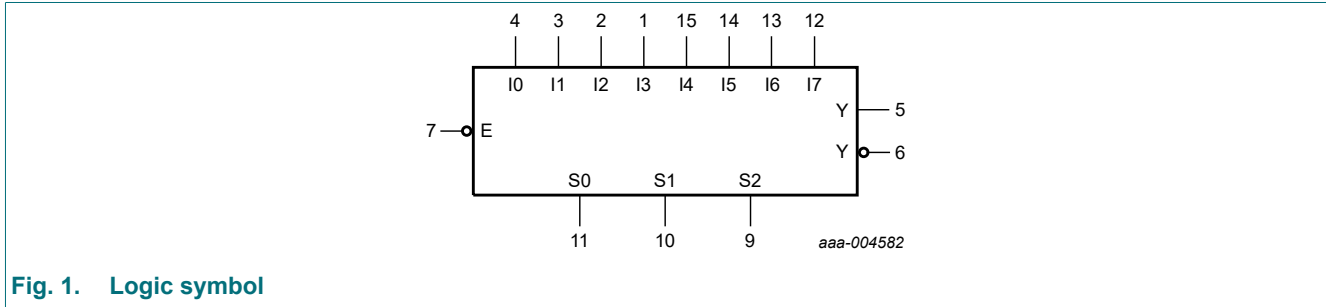 4 3 2 1 15 14 13 12
I0 I1 I2 I3 I4 I5 I6 I7
Y 5
7 E
Y 6
S0 S1 S2
11 10 9 aaa-004582
Fig. 1. Logic symbol